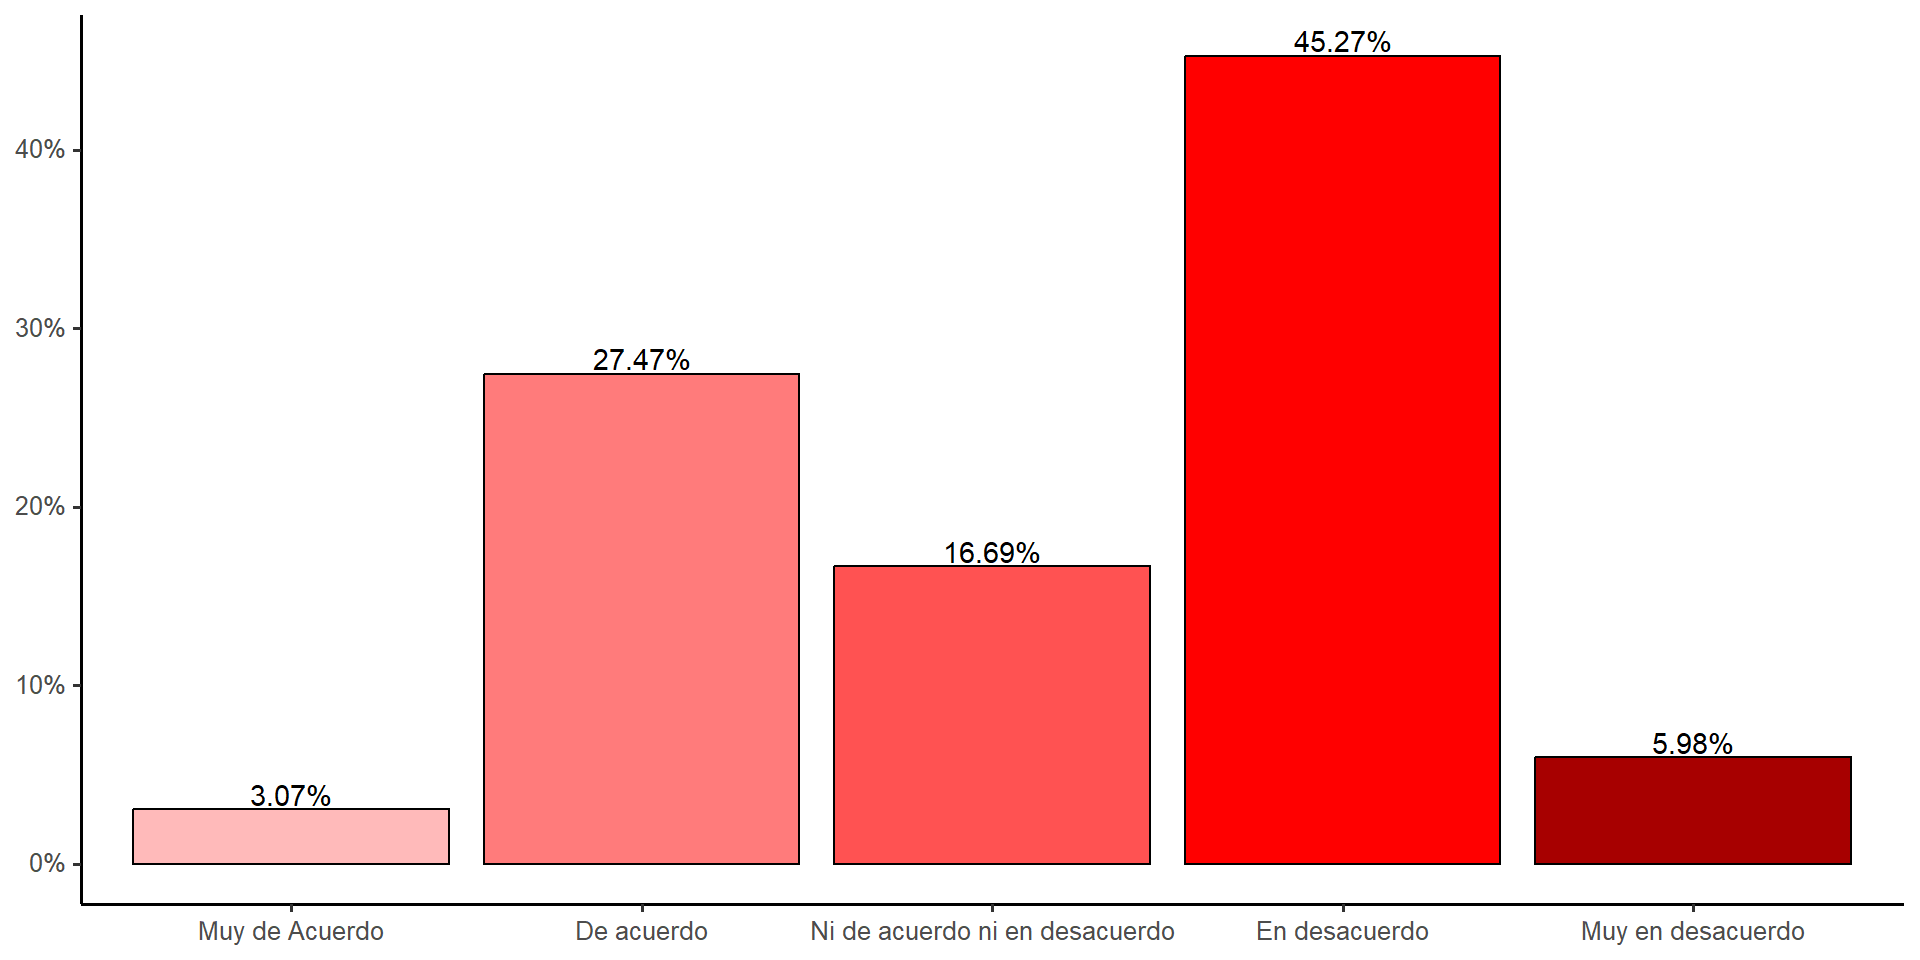 45.27%
40%
30%
27.47%
20%
16.69%
10%
5.98%
3.07%
0%
Muy de Acuerdo
De acuerdo
Ni de acuerdo ni en desacuerdo
En desacuerdo
Muy en desacuerdo